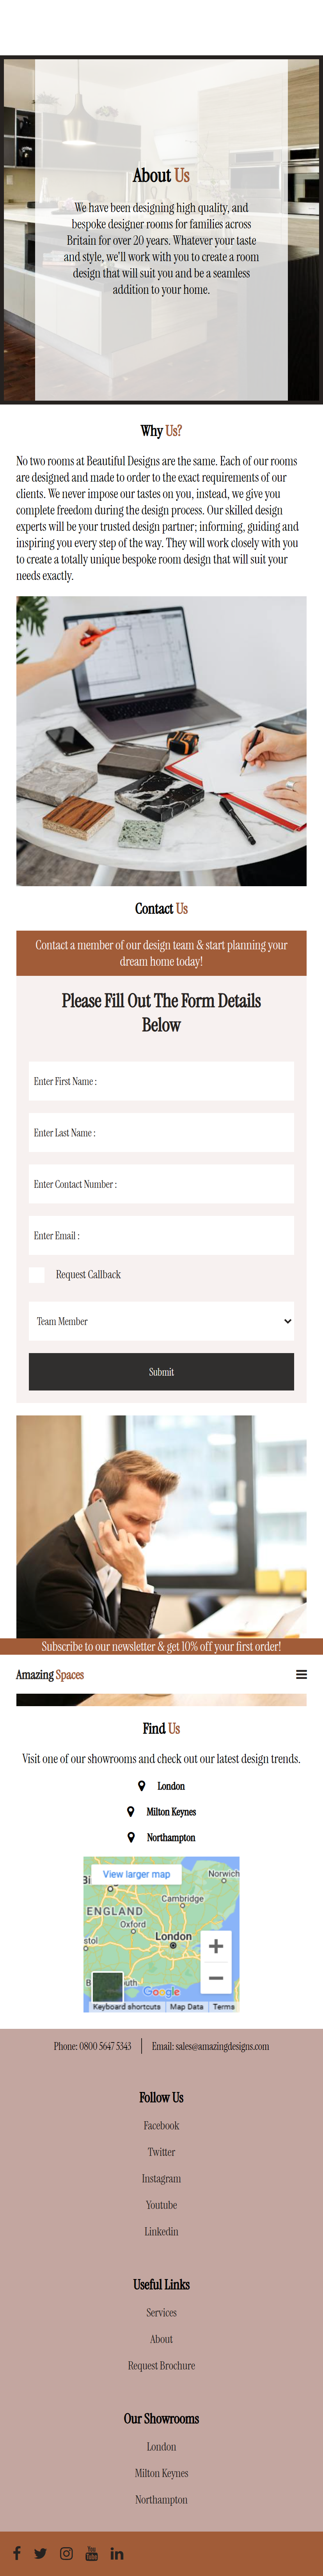 About Us
We have been designing high quality, and
bespoke designer rooms for families across
Britain for over 20 years. Whatever your taste
and style, we'll work with you to create a room
design that will suit you and be a seamless
addition to your home.
Why Us?
No two rooms at Beautiful Designs are the same. Each of our rooms
are designed and made to order to the exact requirements of our
clients. We never impose our tastes on you, instead, we give you
complete freedom during the design process. Our skilled design
experts will be your trusted design partner; informing, guiding and
inspiring you every step of the way. They will work closely with you
to create a totally unique bespoke room design that will suit your
needs exactly.
Contact Us
Contact a member of our design team & start planning your
dream home today!
Please Fill Out The Form Details
Below
Enter First Name :
Enter Last Name :
Enter Contact Number :
Enter Email :
Request Callback
Team Member
Submit
Subscribe to our newsletter & get 10% off your first order!
Amazing Spaces
Find Us
Visit one of our showrooms and check out our latest design trends.
London
Milton Keynes
Northampton
View larger map
Norwich
Cambridge
ENGLAND
Oxford
London
Google
Keyboard shortcuts
Map Data
Terms
Phone: 0800 5647 5343
Email: sales@amazingdesigns.com
Follow Us
Facebook
Twitter
Instagram
Youtube
Linkedin
Useful Links
Services
About
Request Brochure
Our Showrooms
London
Milton Keynes
Northampton